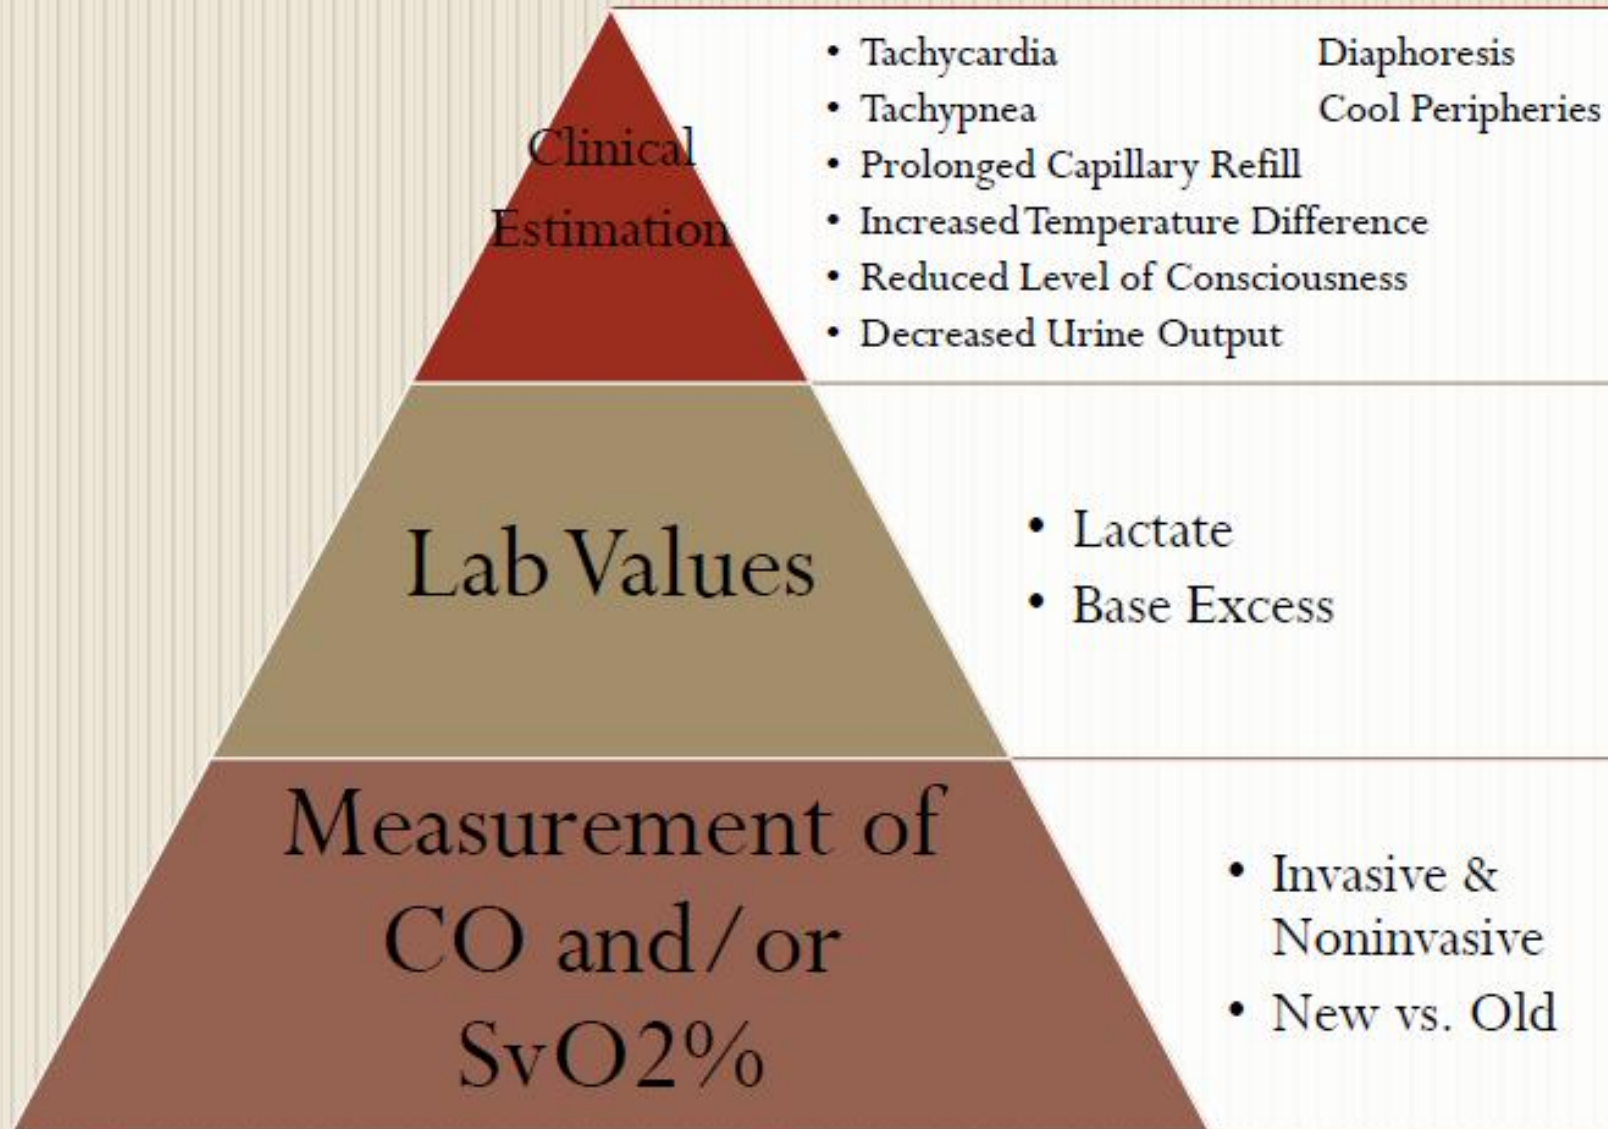 Clinical
Estimation
• Tachycardia Diaphoresis
• Tachypnea Cool Peripheries
• Prolonged Capillary Refill
• Increased Temperature Difference
• Reduced Level of Consciousness
• Decreased Urine Output
Lab Values
• Lactate
• Base Excess
Measurement of
CO and/or
SvO2%
• Invasive &
Noninvasive
• New vs. Old